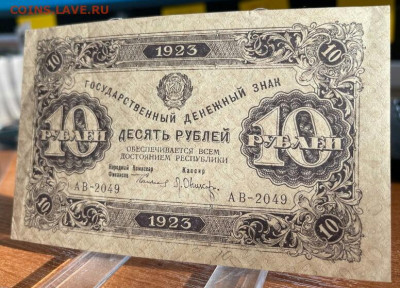 COINS.LAVE.RU
1923
10 10
ГОСУДАРСТВЕННЫЙ ДЕНЕЖНЫЙ ЗНАК
10 РУБЛЕЙ 10 РУБЛЕЙ
ДЕСЯТЬ РУБЛЕЙ
ОБЕСПЕЧИВАЕТСЯ ВСЕМ
ДОСТОЯНИЕМ РЕСПУБЛИКИ
Народный Комиссар Кассир
Финансов
АВ-2049 АВ-2049
10 10
1923